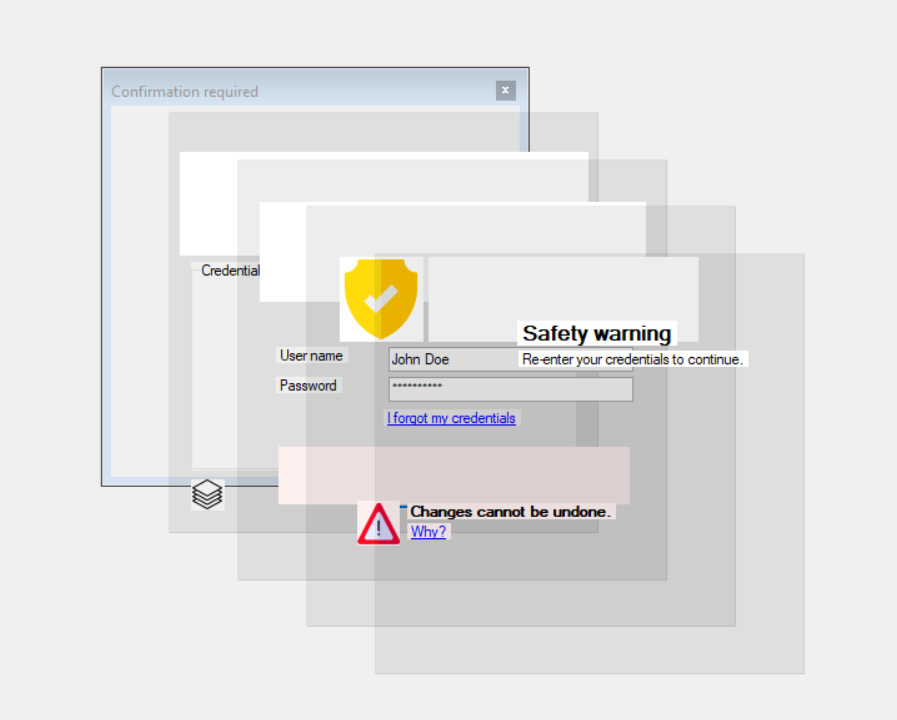 Confirmation required
x
Credential
Safety warning
Re-enter your credentials to continue.
User name
John Doe
Password
**********
I forgot my credentials
Changes cannot be undone.
Why?